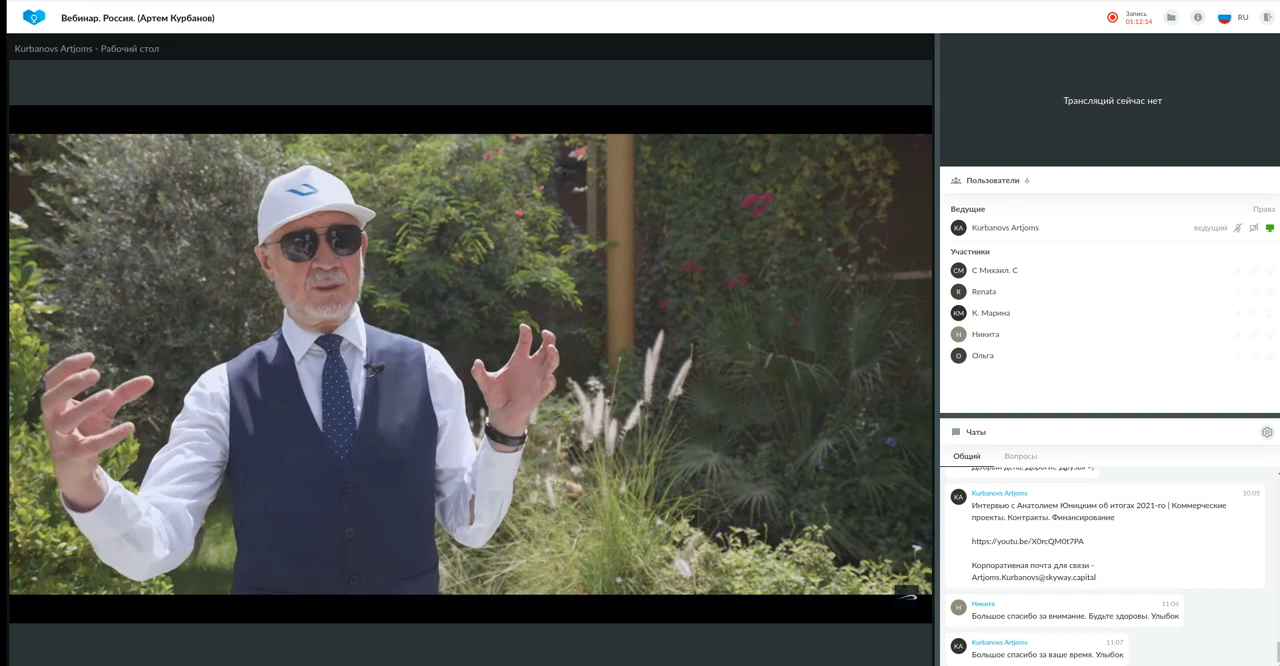 Вебинар. Россия. (Артем Курбанов)
Запись
01:12:14
RU
Kurbanovs Artjoms - Рабочий стол
Трансляций сейчас нет
Пользователи 6
Ведущие Права
KA Kurbanovs Artjoms ведущий
Участники
СМ С Михаил. С
R Renata
КМ К. Марина
Н Никита
О Ольга
Чаты
Общий Вопросы
Добрый день, Дорогие Друзья =)
KA Kurbanovs Artjoms 10:05
Интервью с Анатолием Юницким об итогах 2021-го | Коммерческие
проекты. Контракты. Финансирование
https://youtu.be/X0rcQM0t7PA
Корпоративная почта для связи -
Artjoms.Kurbanovs@skyway.capital
Н Никита 11:06
Большое спасибо за внимание. Будьте здоровы. Улыбок
KA Kurbanovs Artjoms 11:07
Большое спасибо за ваше время. Улыбок